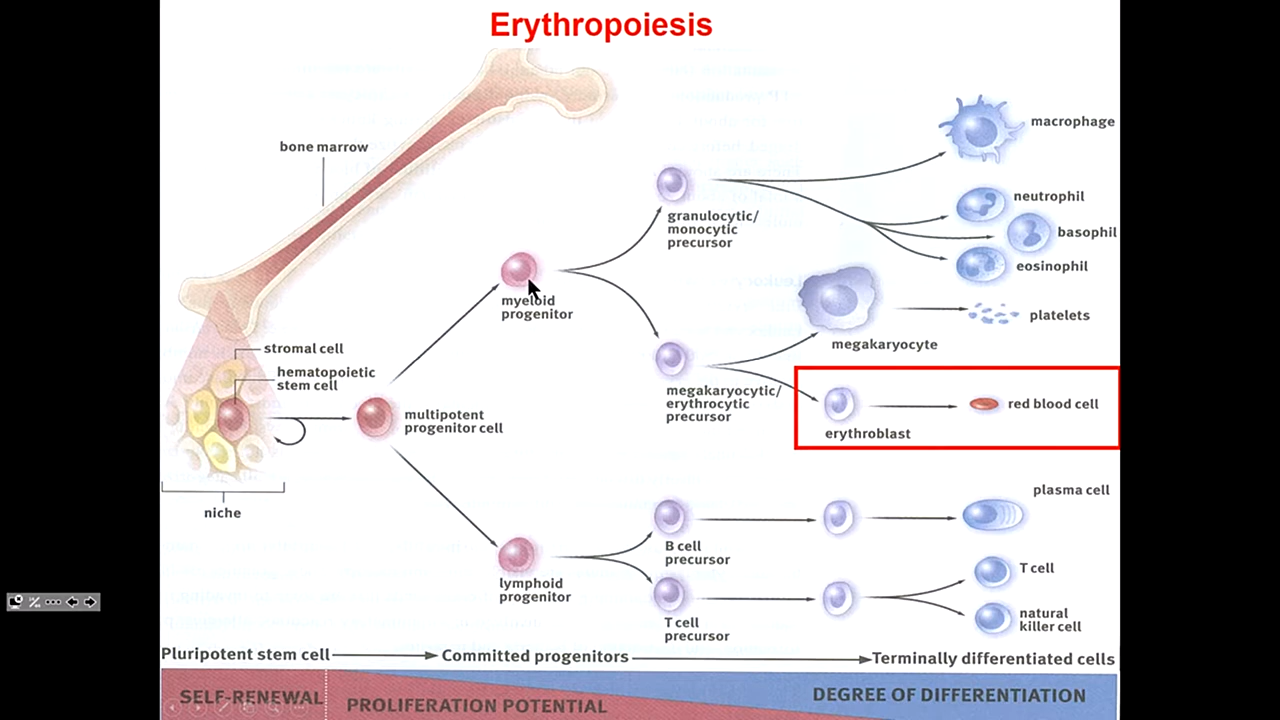 Erythropoiesis
bone marrow
macrophage
neutrophil
basophil
eosinophil
granulocytic/
monocytic
precursor
myeloid
progenitor
platelets
megakaryocyte
stromal cell
hematopoietic
stem cell
multipotent
progenitor cell
megakaryocytic/
erythrocytic
precursor
red blood cell
erythroblast
niche
plasma cell
B cell
precursor
lymphoid
progenitor
T cell
natural
killer cell
T cell
precursor
Pluripotent stem cell
Committed progenitors
Terminally differentiated cells
SELF-RENEWAL
PROLIFERATION POTENTIAL
DEGREE OF DIFFERENTIATION